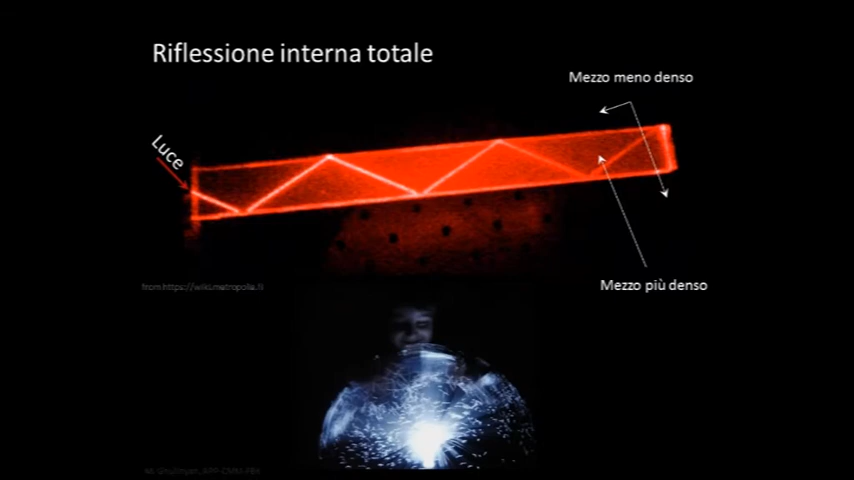 Riflessione interna totale
Mezzo meno denso
Luce
Mezzo più denso
from https://wiki.metropolia.fi